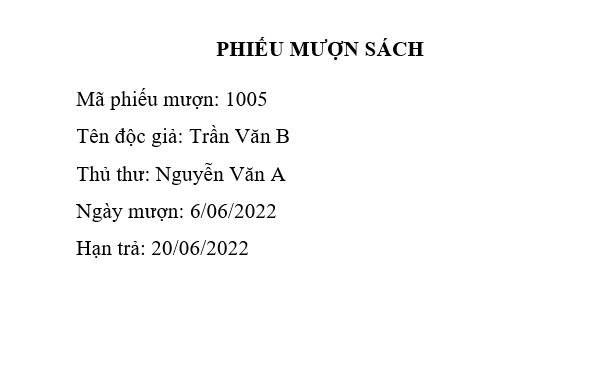 PHIẾU MƯỢN SÁCH
Mã phiếu mượn: 1005
Tên độc giả: Trần Văn B
Thủ thư: Nguyễn Văn A
Ngày mượn: 6/06/2022
Hạn trả: 20/06/2022